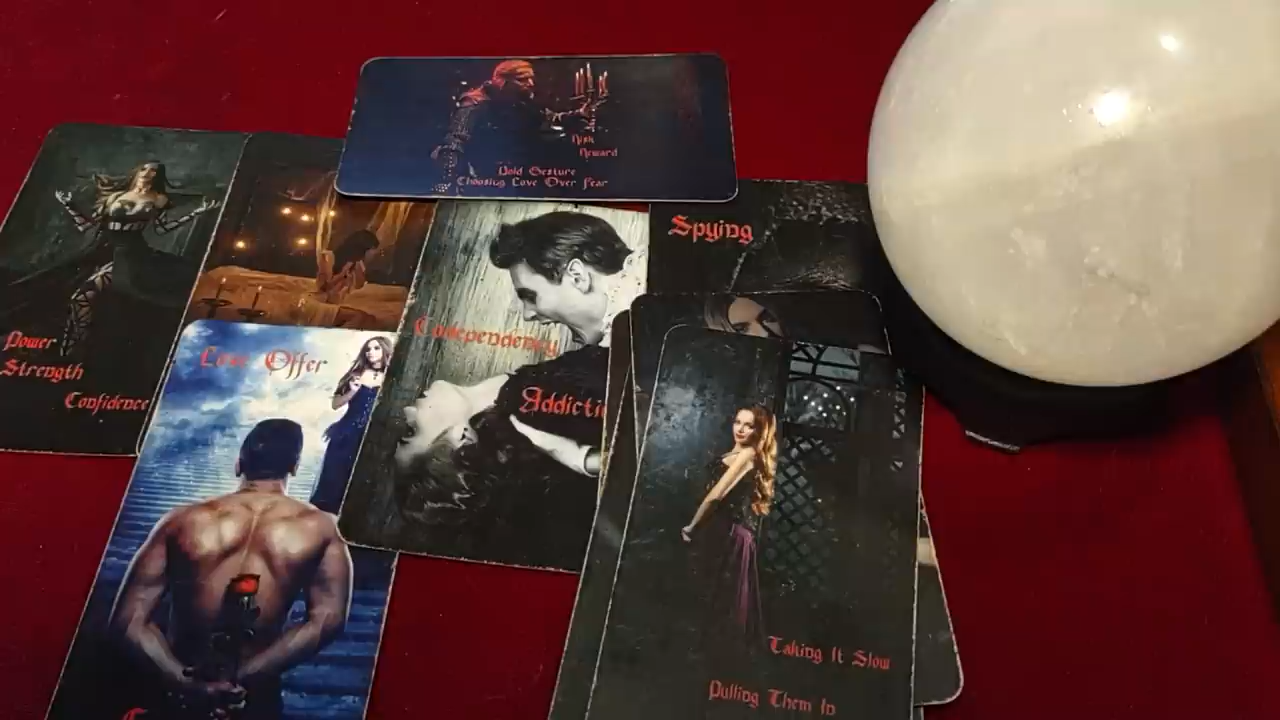 Risk
Reward
Bold Gesture
Choosing Love Over Fear
Spying
Power
Strength
Confidence
Love Offer
Codependency
Addicti
Taking It Slow
Pulling Them In